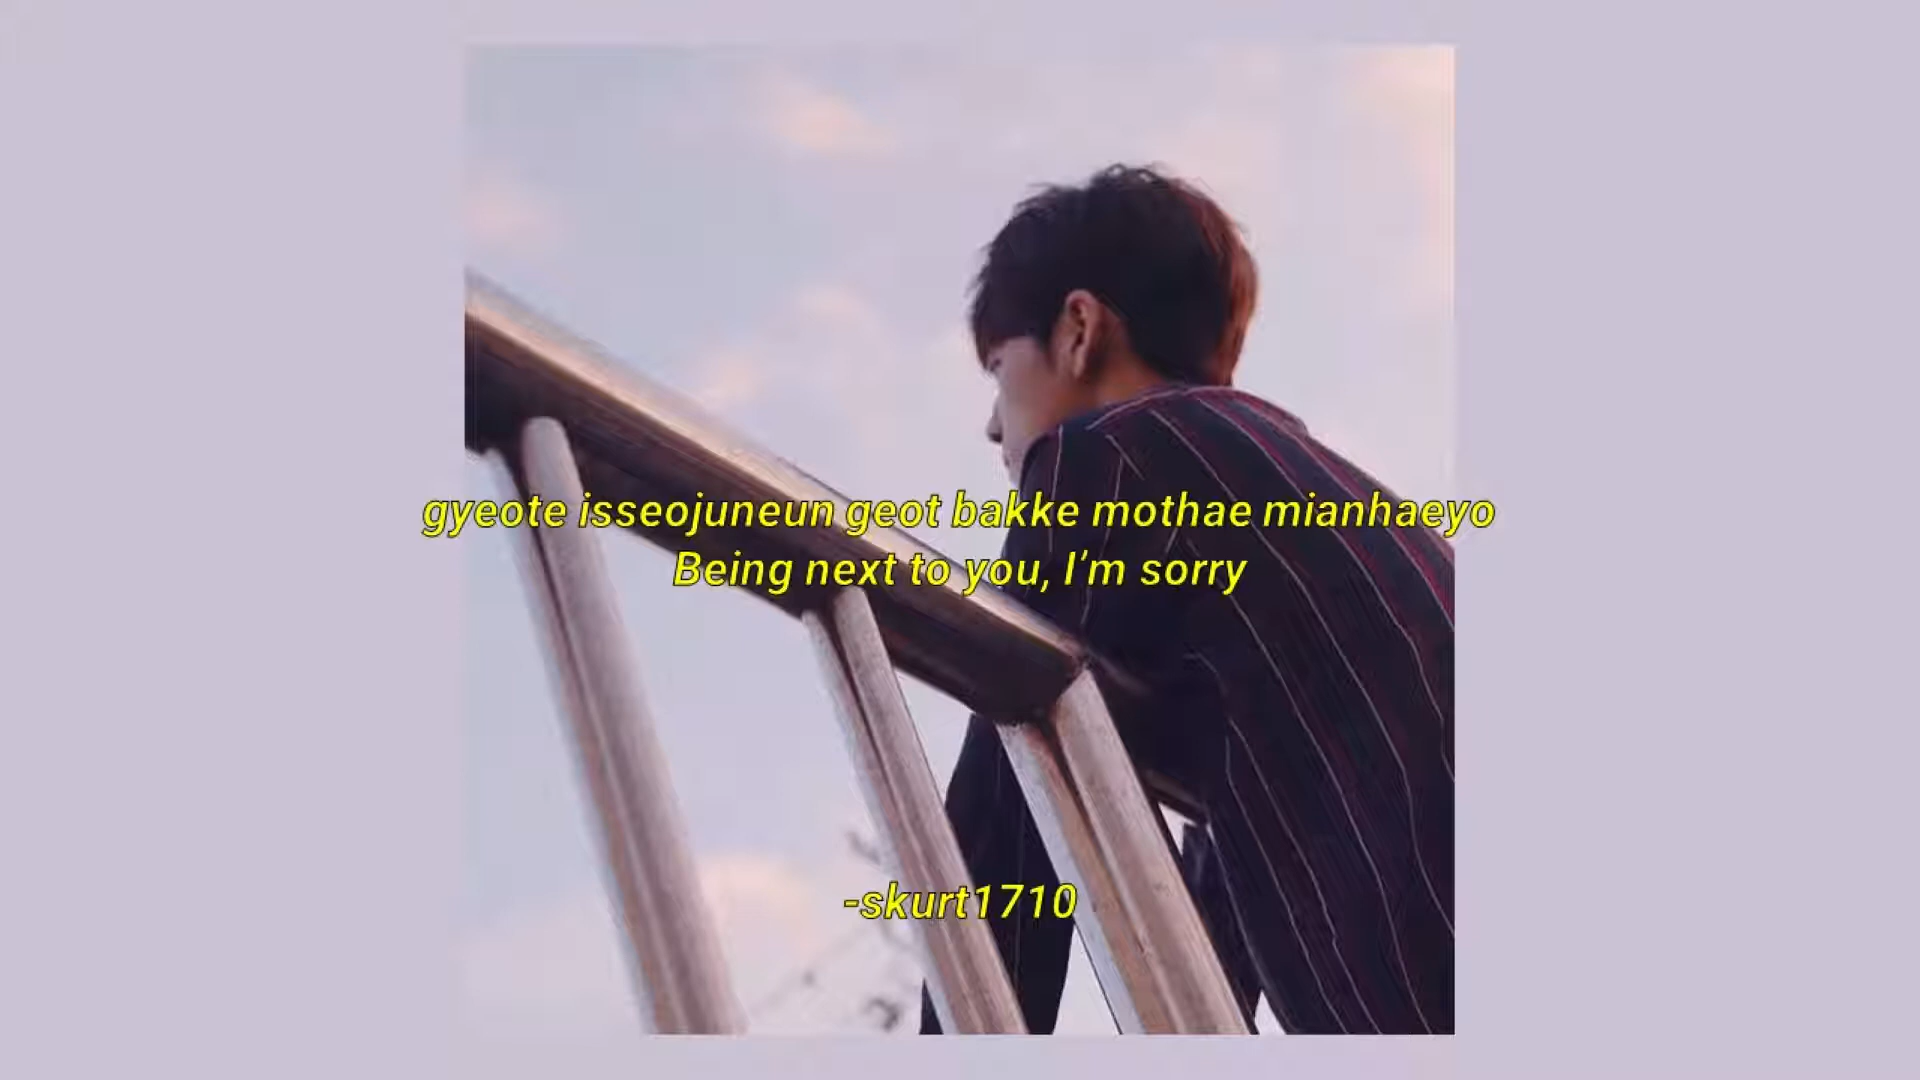 gyeote isseojuneun geot bakke mothae mianhaeyo
Being next to you, I'm sorry
-skurt1710